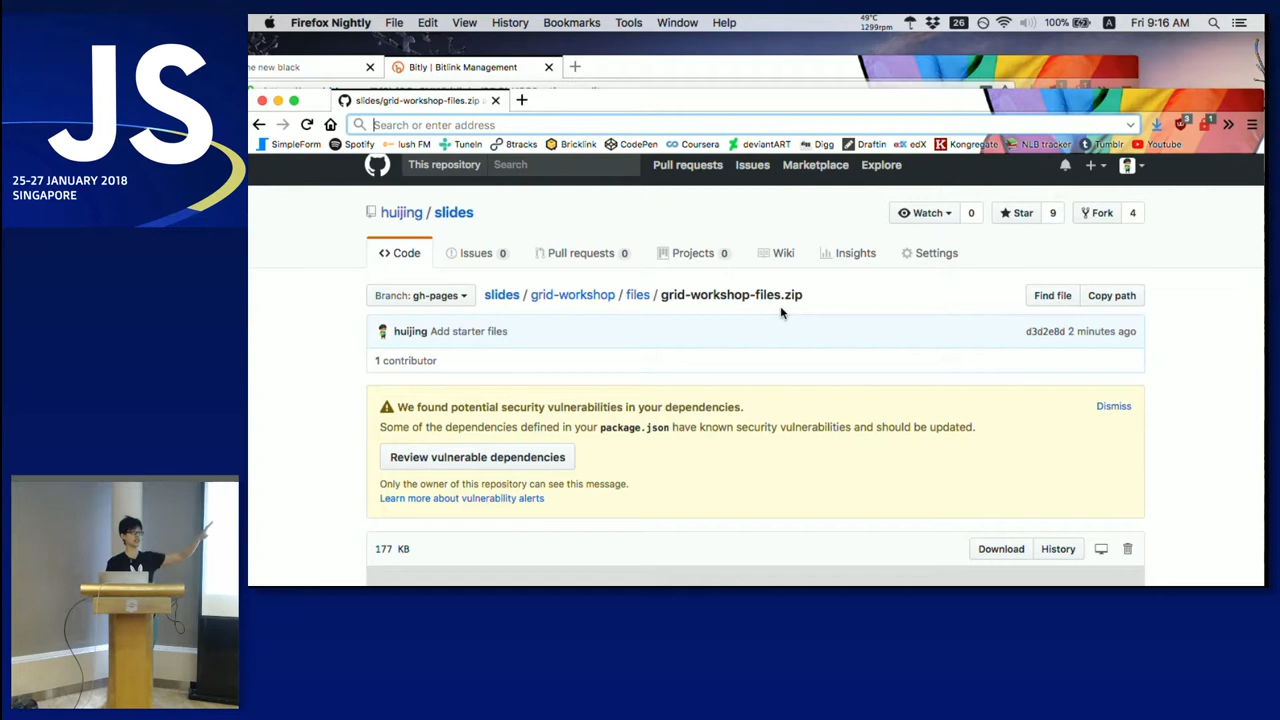 JS
25-27 JANUARY 2018
SINGAPORE
Firefox Nightly File Edit View History Bookmarks Tools Window Help
49°C
1299rpm
26 100% A Fri 9:16 AM
he new black
Bitly | Bitlink Management
slides/grid-workshop-files.zip
Search or enter address
3 1
SimpleForm Spotify lush FM TuneIn 8tracks Bricklink CodePen Coursera deviantART Digg Draftin edX Kongregate NLB tracker Tumblr Youtube
This repository Search Pull requests Issues Marketplace Explore
huijing / slides
Watch 0 Star 9 Fork 4
Code Issues 0 Pull requests 0 Projects 0 Wiki Insights Settings
Branch: gh-pages slides / grid-workshop / files / grid-workshop-files.zip Find file Copy path
huijing Add starter files d3d2e8d 2 minutes ago
1 contributor
We found potential security vulnerabilities in your dependencies. Dismiss
Some of the dependencies defined in your package.json have known security vulnerabilities and should be updated.
Review vulnerable dependencies
Only the owner of this repository can see this message.
Learn more about vulnerability alerts
177 KB Download History